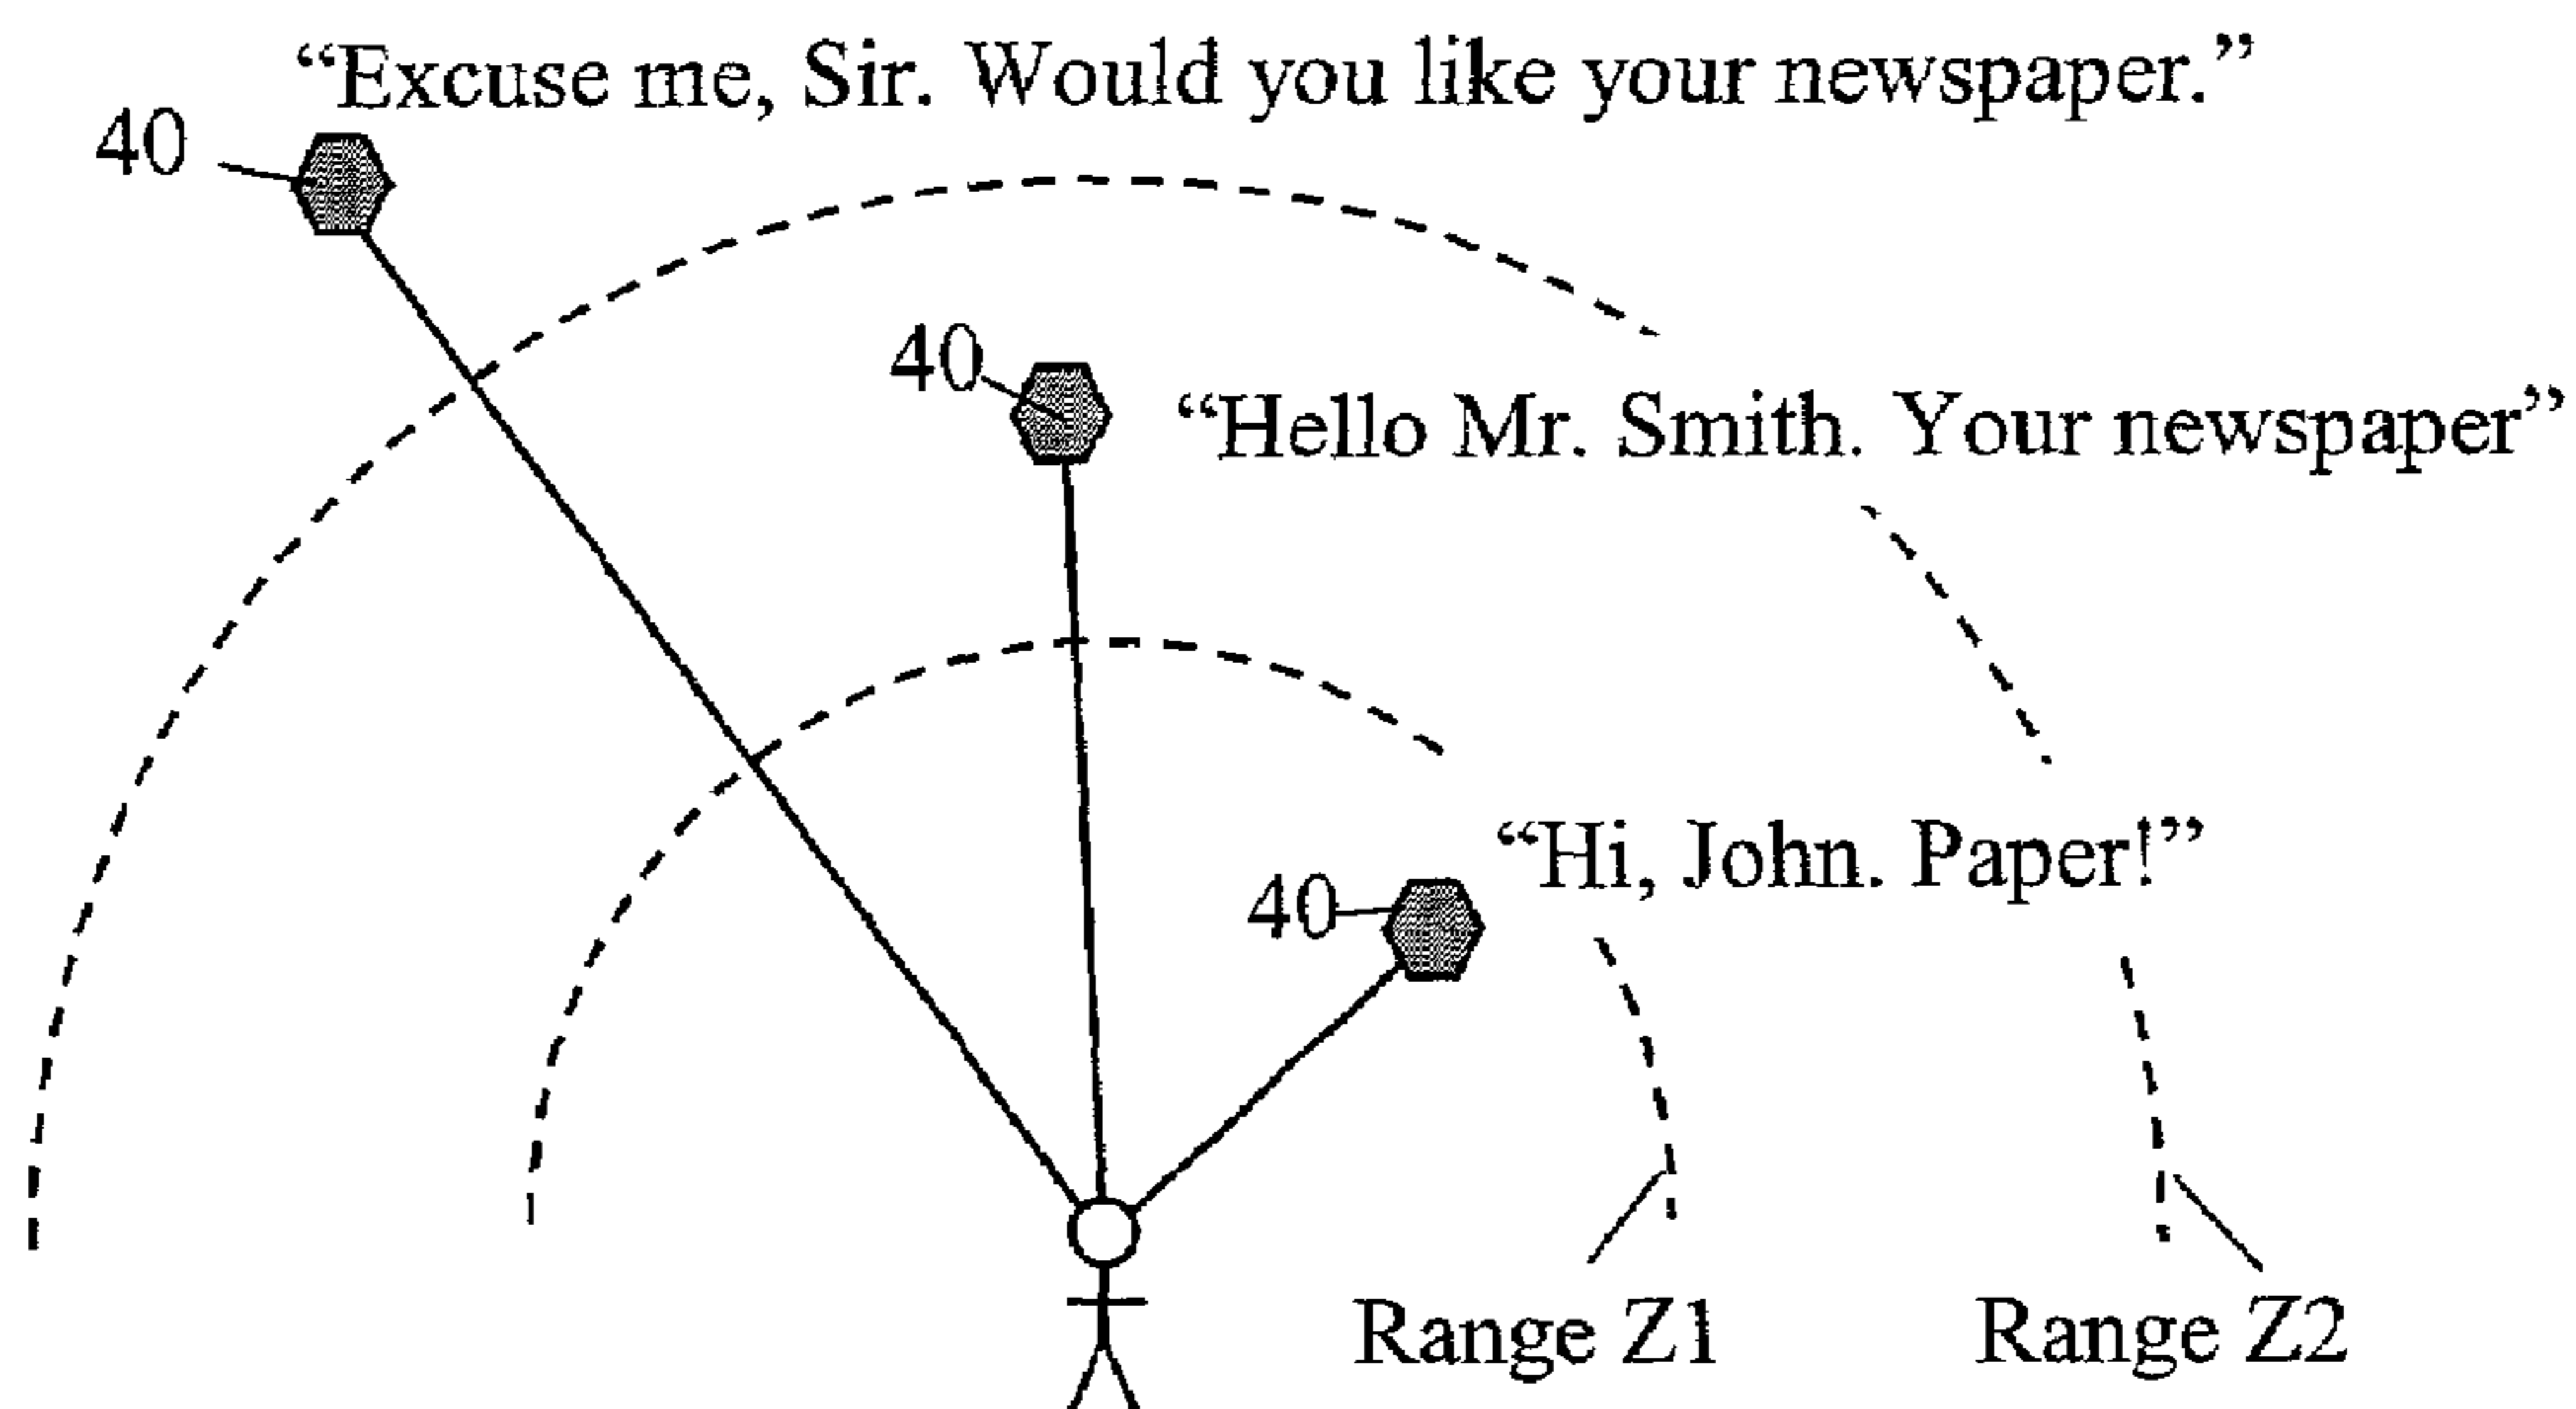 “Excuse me, Sir. Would you like your newspaper.”
40
40
“Hello Mr. Smith. Your newspaper”
“Hi, John. Paper!”
40
Range Z1
Range Z2